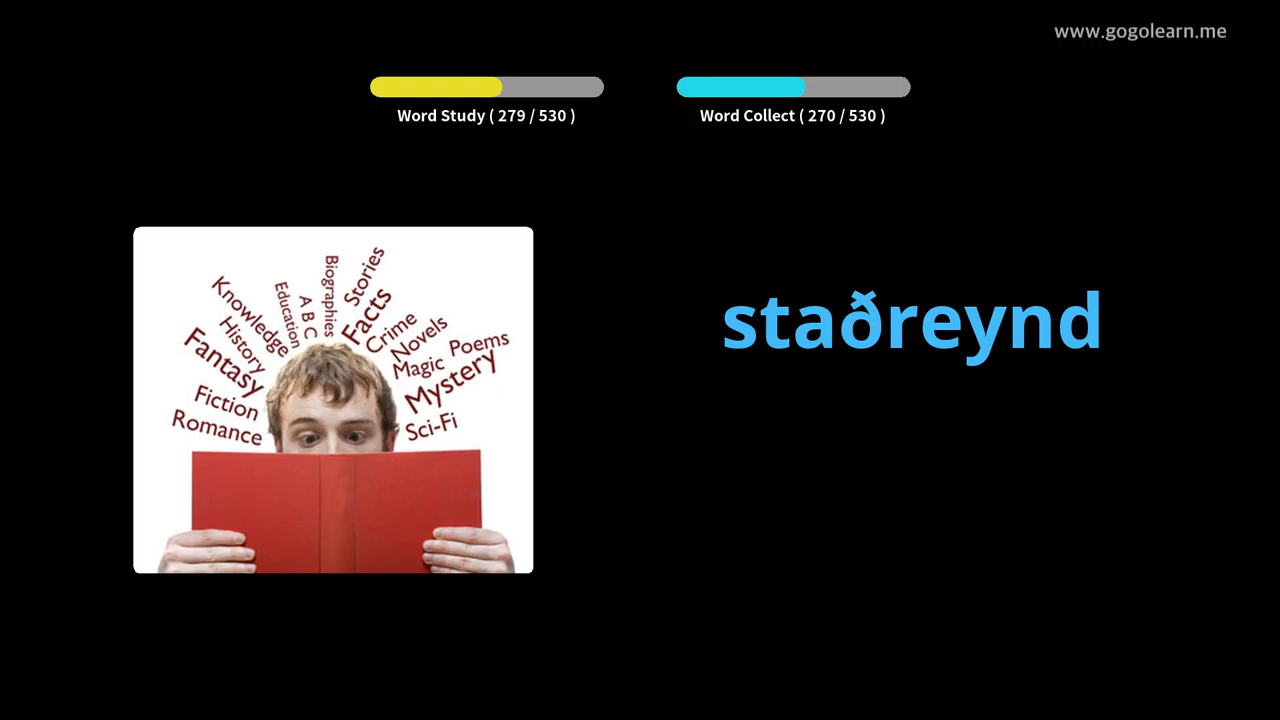 www.gogolearn.me
Word Study ( 279 / 530 )
Word Collect ( 270 / 530 )
Knowledge
History
Fantasy
Fiction
Romance
Education
A B C
Biographies
Stories
Facts
Crime
Novels
Magic
Poems
Mystery
Sci-Fi
staðreynd